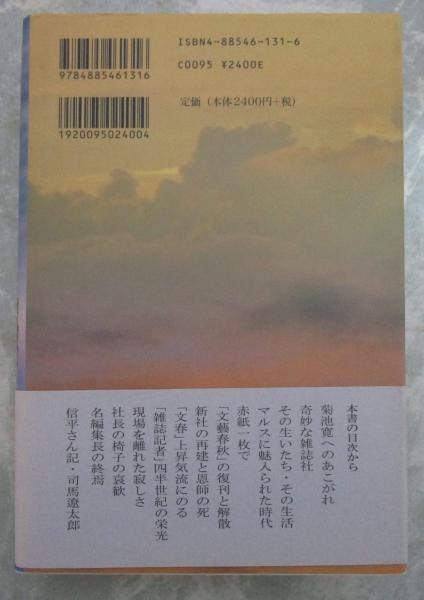 ISBN4-88546-131-6
C0095 ¥2400E
定価（本体2400円+税）
9784885461316
1920095024004
本書の目次から
菊池寛へのあこがれ
奇妙な雑誌社
その生いたち・その生活
マルスに魅入られた時代
赤紙一枚で
「文藝春秋」の復刊と解散
新社の再建と恩師の死
「文春」上昇気流にのる
「雑誌記者」四半世紀の栄光
現場を離れた寂しさ
社長の椅子の哀歓
名編集長の終焉
信平さん記・司馬遼太郎